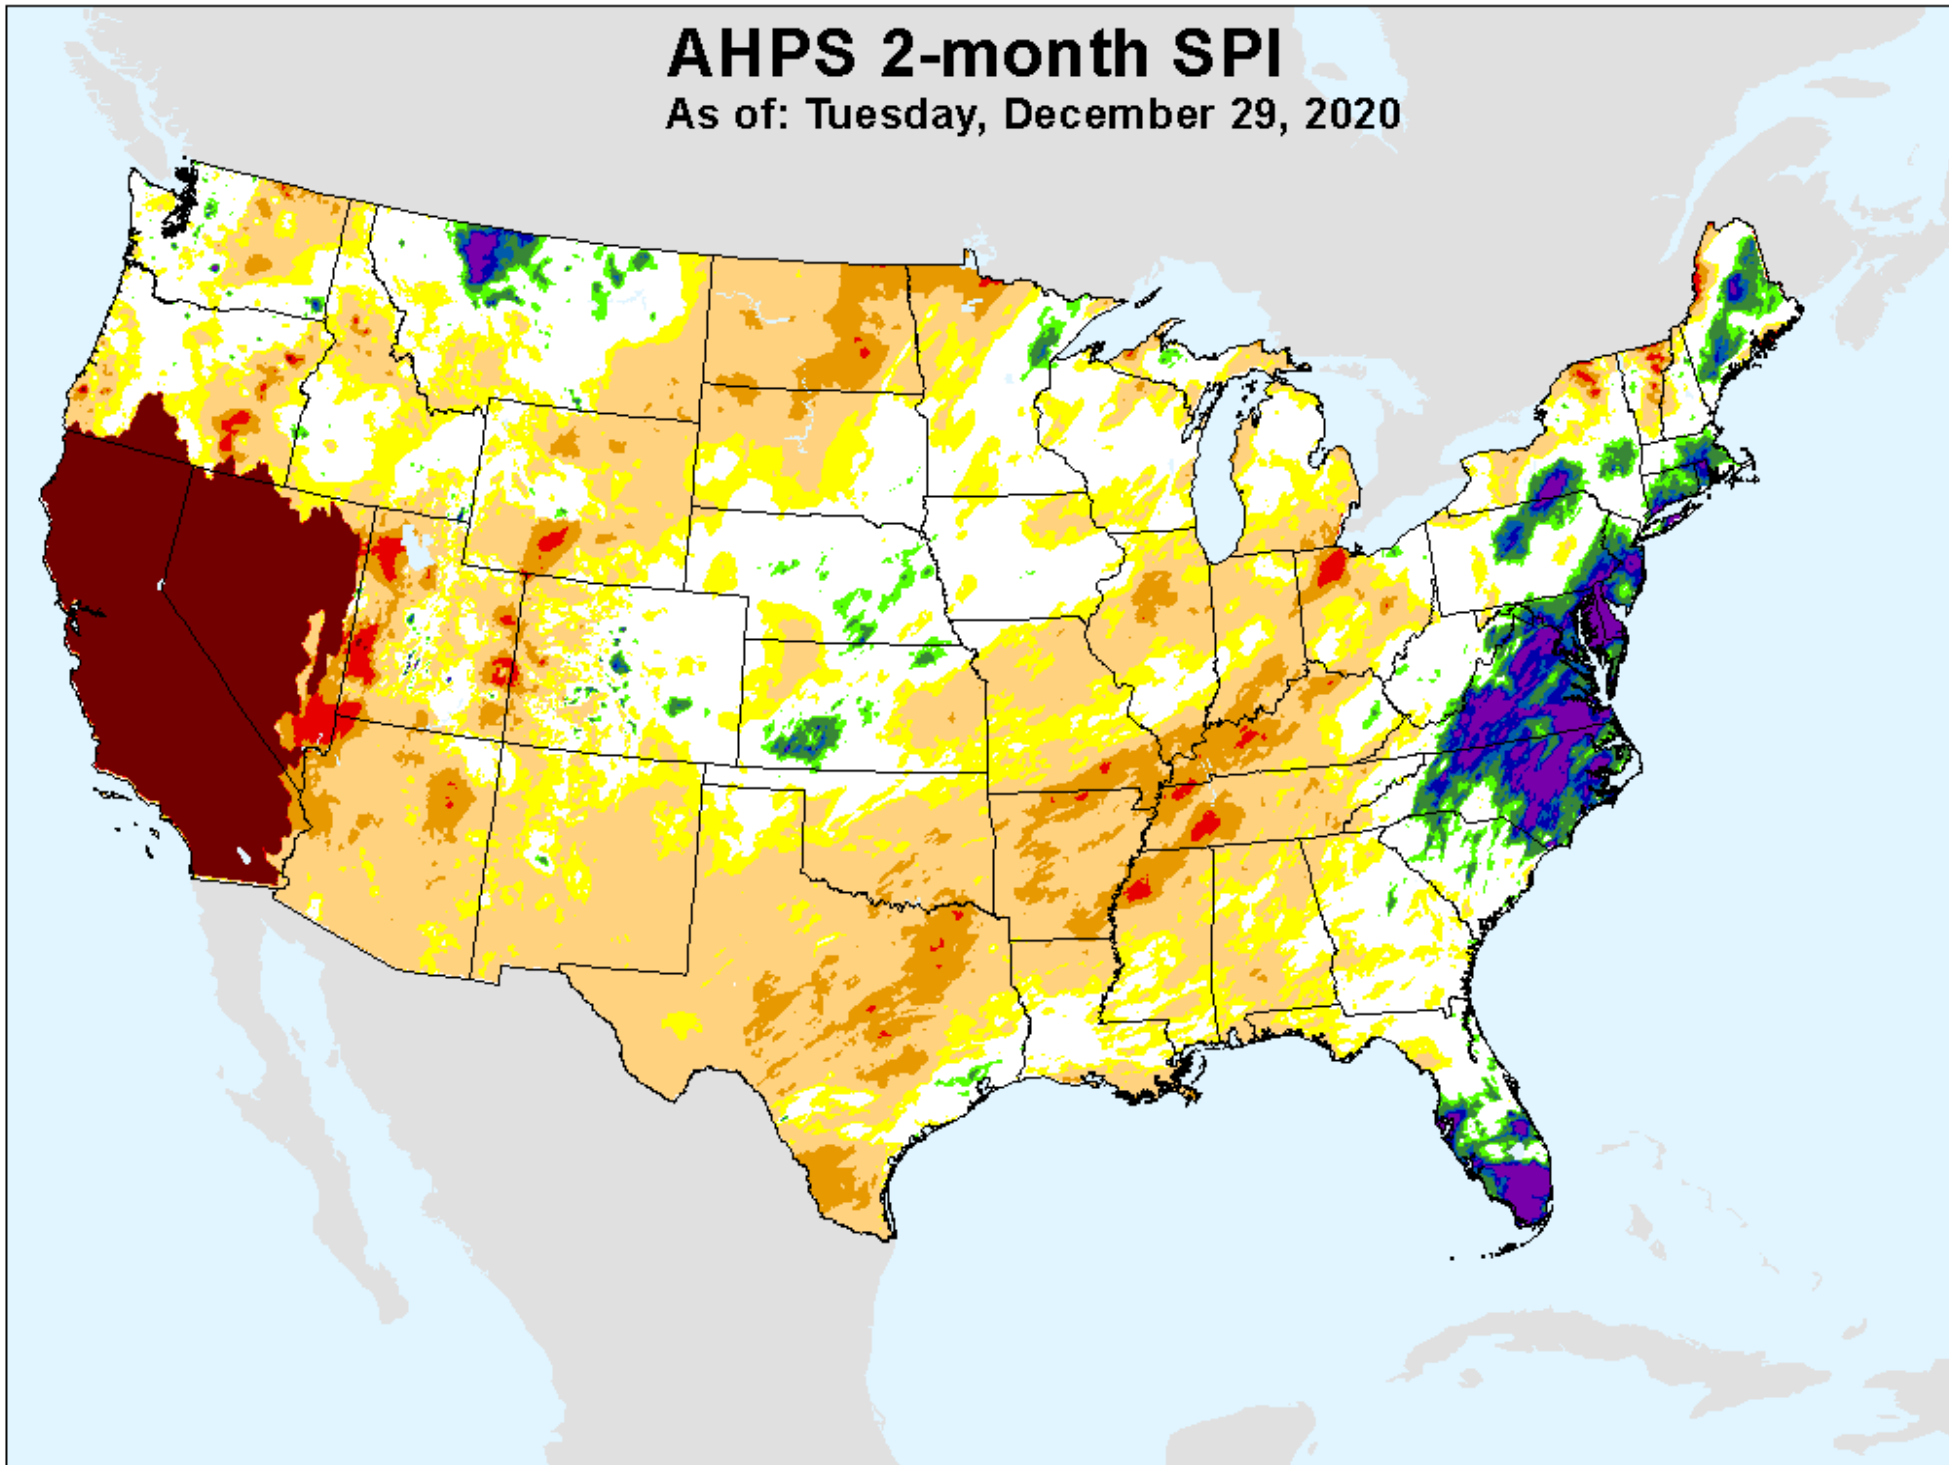 AHPS 2-month SPI
As of: Tuesday, December 29, 2020